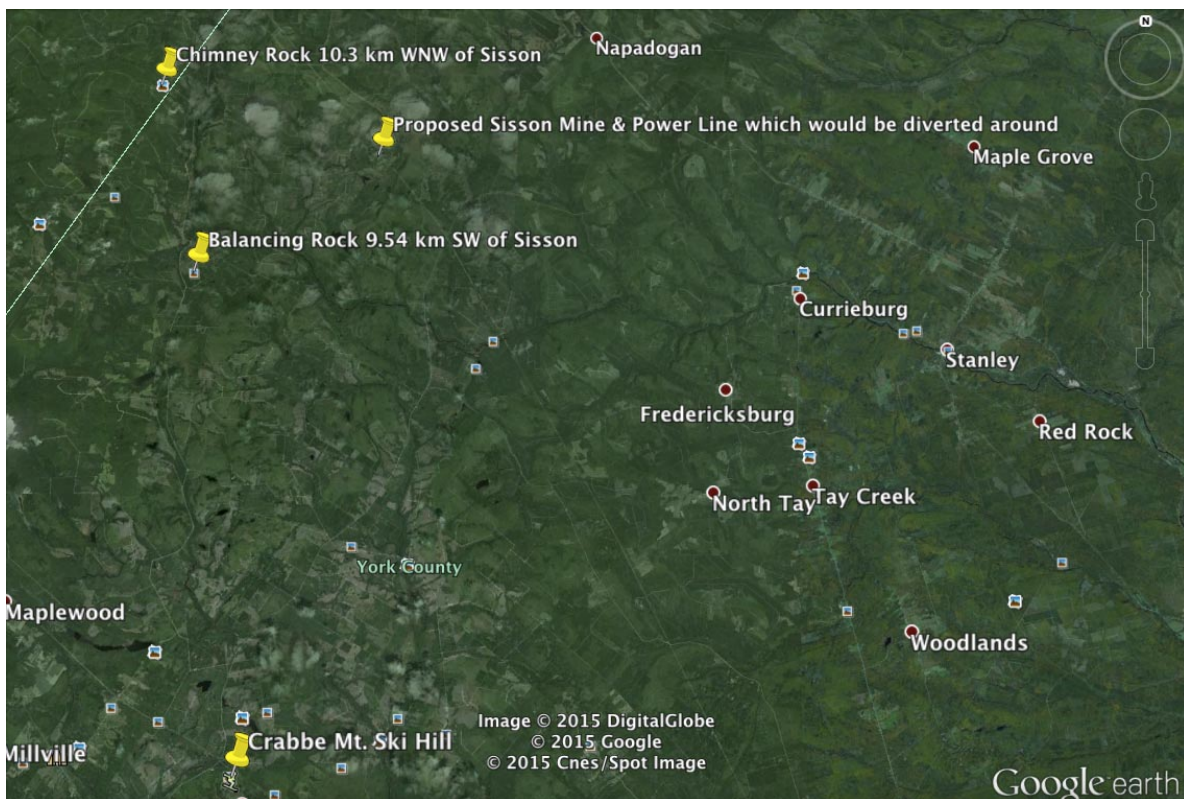 N
Napadogan
Chimney Rock 10.3 km WNW of Sisson
Proposed Sisson Mine & Power Line which would be diverted around
Maple Grove
Balancing Rock 9.54 km SW of Sisson
Currieburg
Stanley
Fredericksburg
Red Rock
North Tay
Tay Creek
York County
Maplewood
Woodlands
Crabbe Mt. Ski Hill
Millville
Image © 2015 DigitalGlobe
© 2015 Google
© 2015 Cnes/Spot Image
Google earth